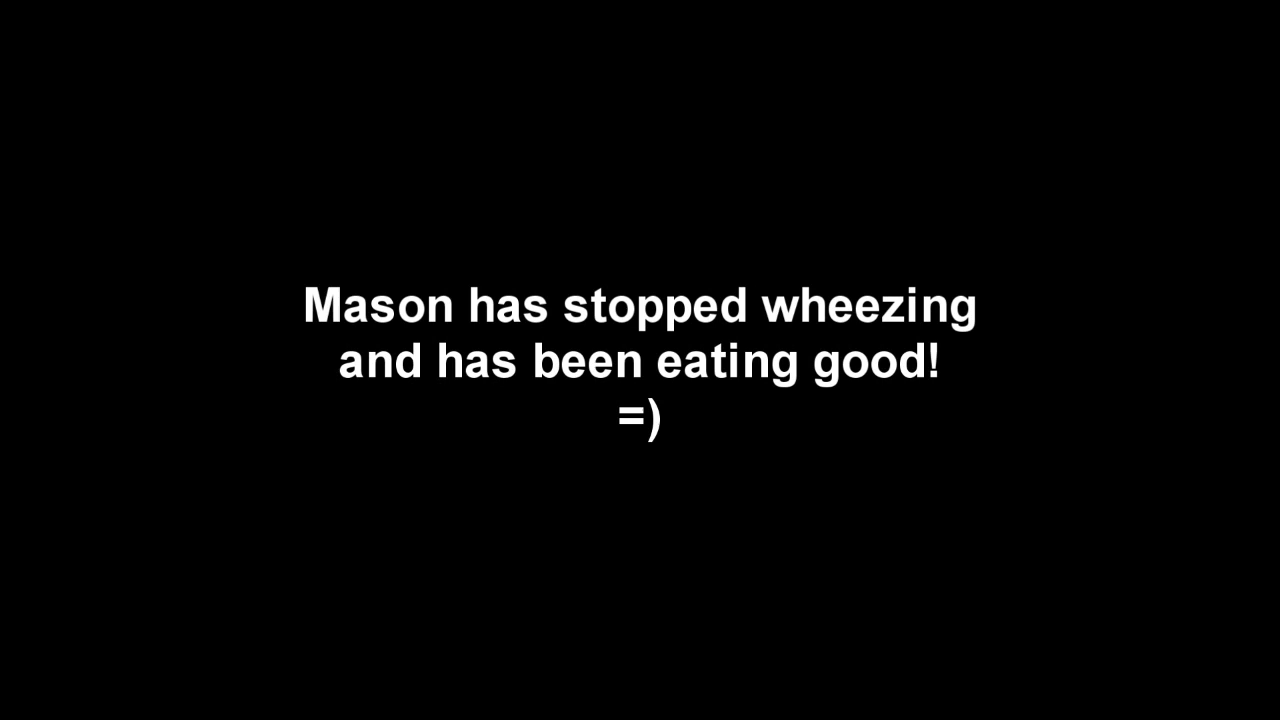 Mason has stopped wheezing
and has been eating good!
=)